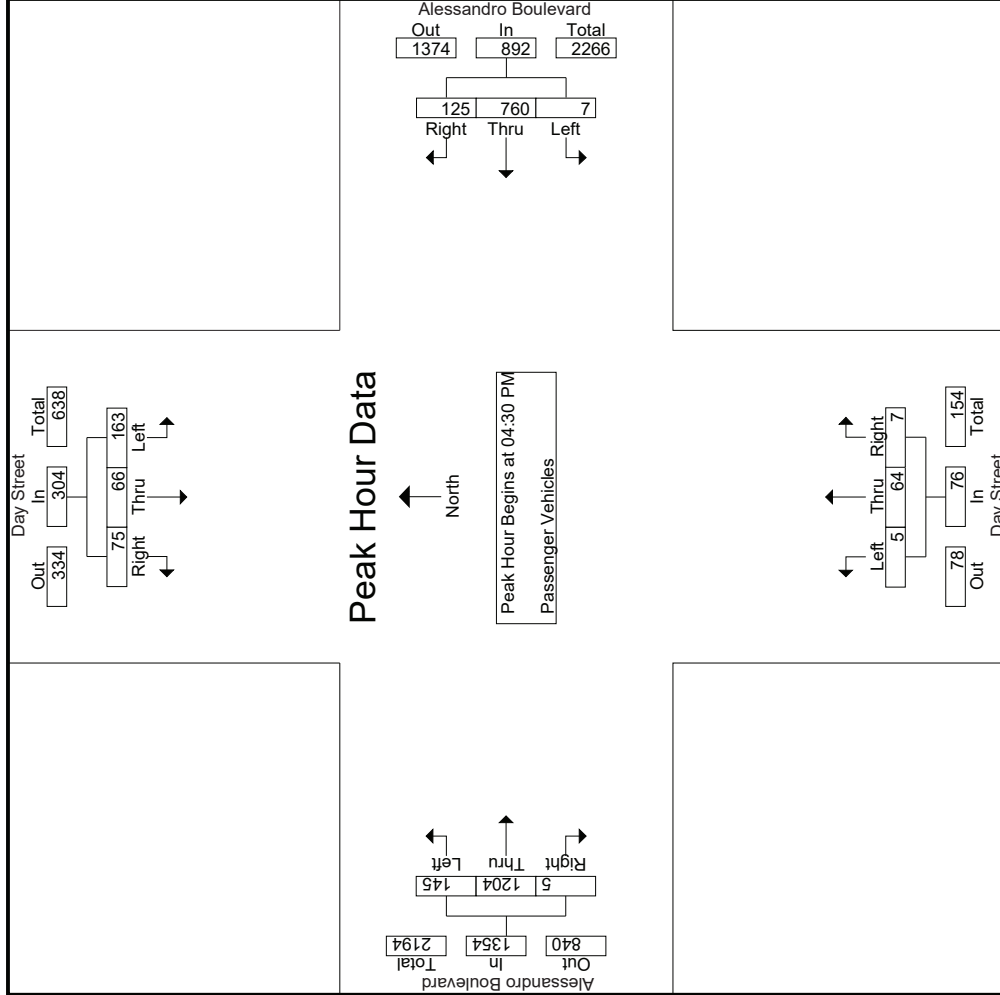 Alessandro Boulevard
Out In Total
1374 892 2266
125 760 7
Right Thru Left
Day Street
Out In Total
334 304 638
75 66 163
Right Thru Left
Peak Hour Data
North
Peak Hour Begins at 04:30 PM
Passenger Vehicles
Left Thru Right
5 64 7
78 76 154
Out In Total
Day Street
Left Thru Right
145 1204 5
2194 1354 840
Total In Out
Alessandro Boulevard